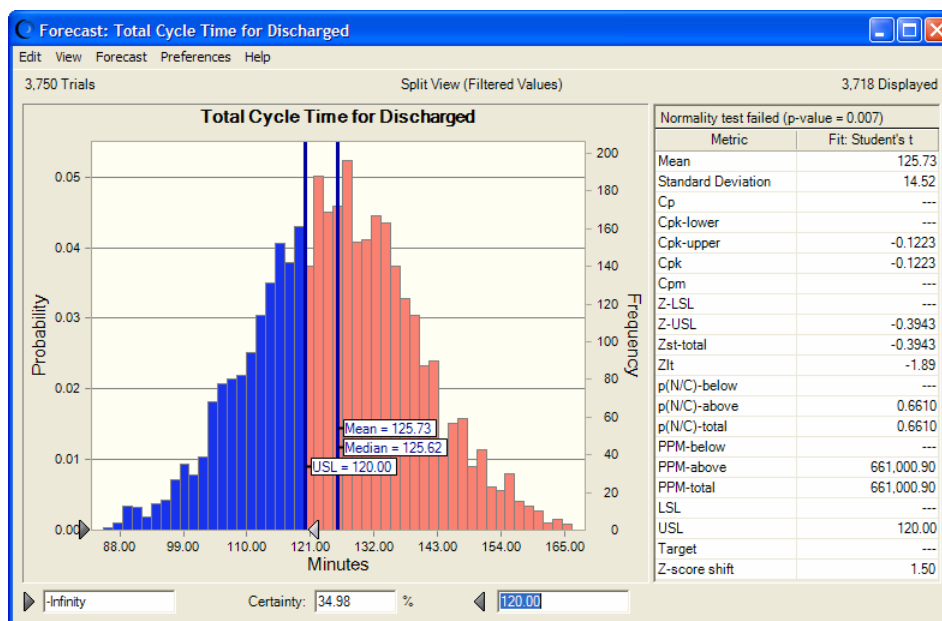 Forecast: Total Cycle Time for Discharged
Edit View Forecast Preferences Help
3,750 Trials Split View (Filtered Values) 3,718 Displayed
Total Cycle Time for Discharged
Probability
0.05
0.04
0.03
0.02
0.01
0.00
Mean = 125.73
Median = 125.62
USL = 120.00
200
180
160
140
120
100
80
60
40
20
0
Frequency
88.00 99.00 110.00 121.00 132.00 143.00 154.00 165.00
Minutes
Normality test failed (p-value = 0.007)
Metric Fit: Student's t
Mean 125.73
Standard Deviation 14.52
Cp ---
Cpk-lower ---
Cpk-upper -0.1223
Cpk -0.1223
Cpm ---
Z-LSL ---
Z-USL -0.3943
Zst-total -0.3943
Zlt -1.89
p(N/C)-below ---
p(N/C)-above 0.6610
p(N/C)-total 0.6610
PPM-below ---
PPM-above 661,000.90
PPM-total 661,000.90
LSL ---
USL 120.00
Target ---
Z-score shift 1.50
-Infinity Certainty: 34.98 % 120.00